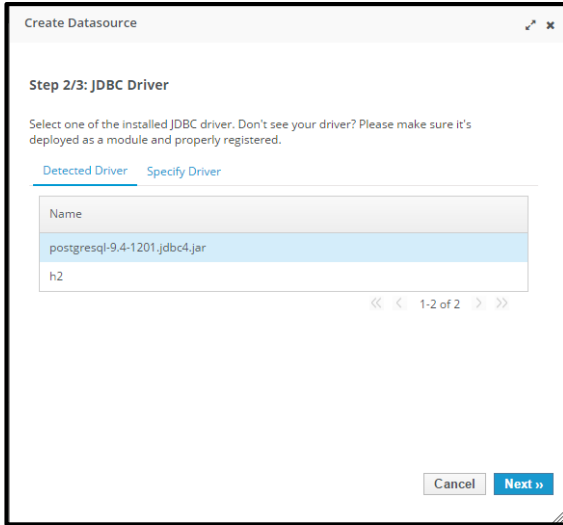 Create Datasource
Step 2/3: JDBC Driver
Select one of the installed JDBC driver. Don't see your driver? Please make sure it's
deployed as a module and properly registered.
Detected Driver Specify Driver
Name
postgresql-9.4-1201.jdbc4.jar
h2
1-2 of 2
Cancel Next »